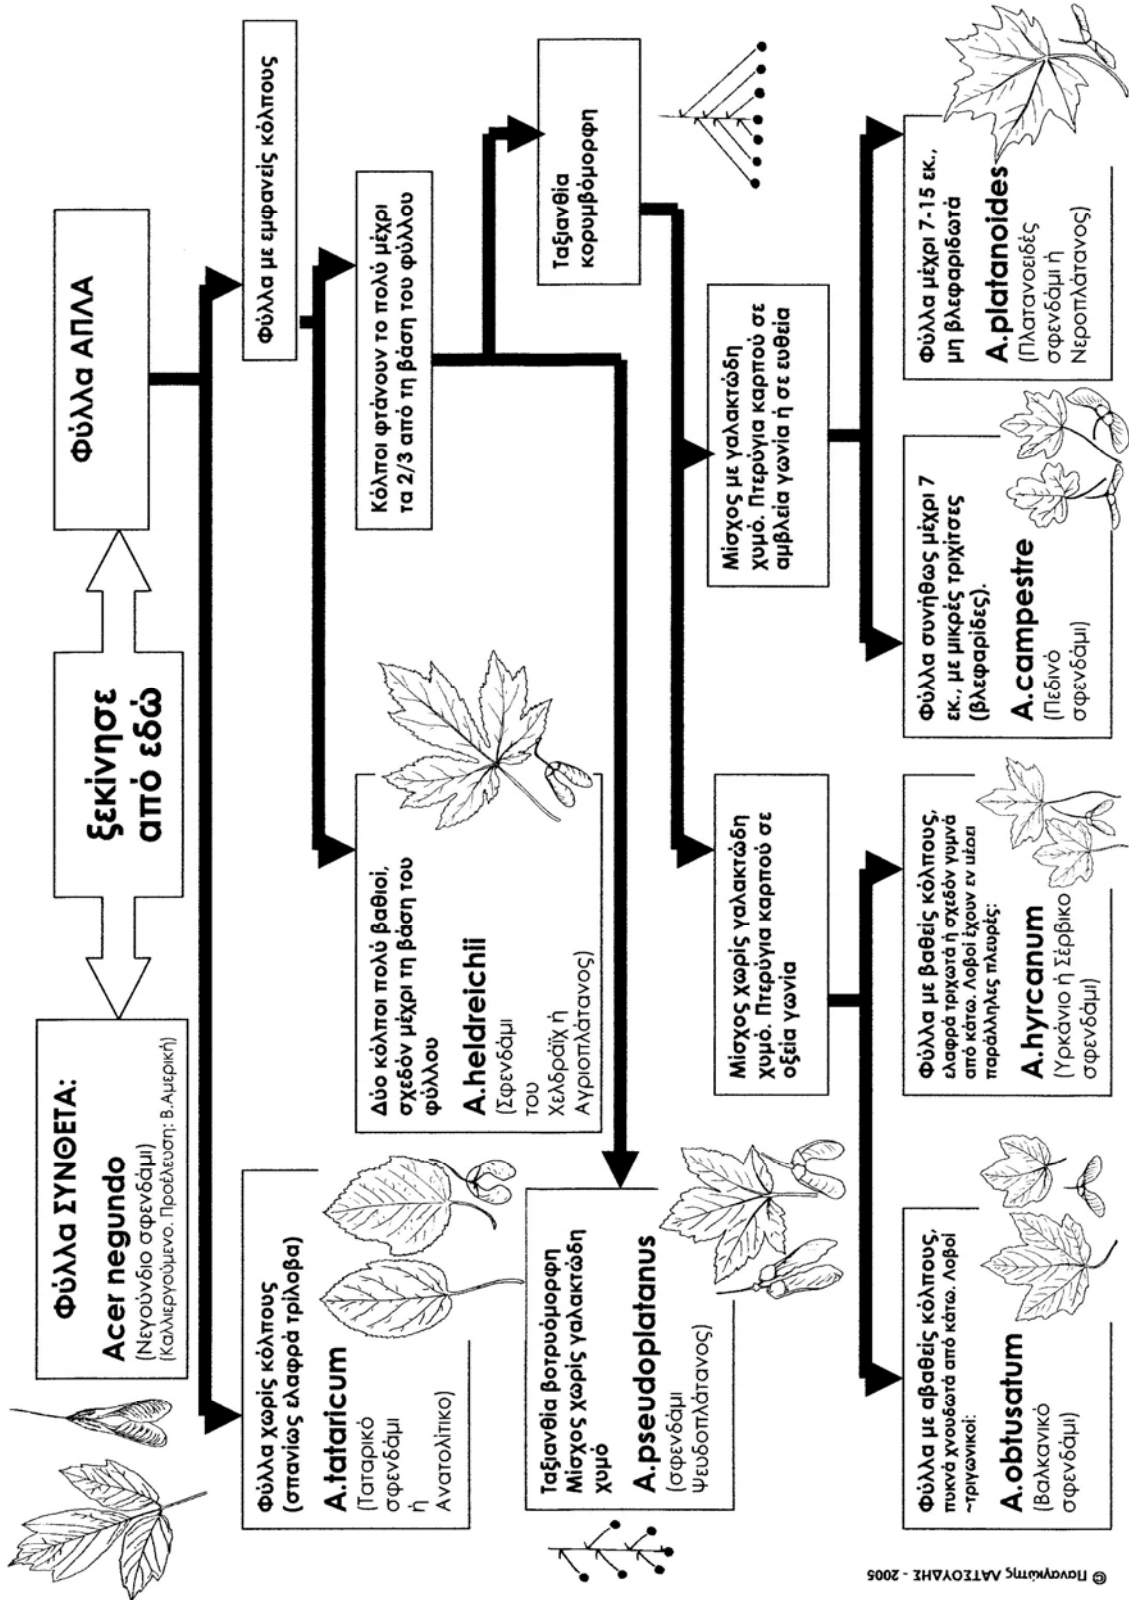 ξεκίνησε
από εδώ
ΦΥΛΛΑ ΣΥΝΘΕΤΑ:
Acer negundo
(Νεγούνδιο σφενδάμι)
(Καλλιεργούμενο. Προέλευση: Β.Αμερική)
ΦΥΛΛΑ ΑΠΛΑ
Φύλλα χωρίς κόλπους
(σπανίως ελαφρά τρίλοβα)
A.tataricum
(Ταταρικό
σφενδάμι
ή
Ανατολίτικο)
Φύλλα με εμφανείς κόλπους
Δύο κόλποι πολύ βαθιοί,
σχεδόν μέχρι τη βάση του
φύλλου
A.heldreichii
(Σφενδάμι
του
Χελδράϊχ ή
Αγριοπλάτανος)
Κόλποι φτάνουν το πολύ μέχρι
τα 2/3 από τη βάση του φύλλου
Ταξιανθία βοτρυόμορφη
Μίσχος χωρίς γαλακτώδη
χυμό
A.pseudoplatanus
(σφενδάμι
Ψευδοπλάτανος)
Ταξιανθία
κορυμβόμορφη
Μίσχος χωρίς γαλακτώδη
χυμό. Πτερύγια καρπού σε
οξεία γωνία
Μίσχος με γαλακτώδη
χυμό. Πτερύγια καρπού σε
αμβλεία γωνία ή σε ευθεία
Φύλλα με αβαθείς κόλπους,
πυκνά χνουδωτά από κάτω. Λοβοί
~τριγωνικοί:
A.obtusatum
(Βαλκανικό
σφενδάμι)
Φύλλα με βαθείς κόλπους,
ελαφρά τριχωτά ή σχεδόν γυμνά
από κάτω. Λοβοί έχουν εν μέσει
παράλληλες πλευρές:
A.hyrcanum
(Υρκάνιο ή Σέρβικο
σφενδάμι)
Φύλλα συνήθως μέχρι 7
εκ., με μικρές τριχίτσες
(βλεφαρίδες).
A.campestre
(Πεδινό
σφενδάμι)
Φύλλα μέχρι 7-15 εκ.,
μη βλεφαριδωτά
A.platanoides
(Πλατανοειδές
σφενδάμι ή
Νεροπλάτανος)
© Παναγιώτης ΛΑΤΣΟΥΔΗΣ - 2005